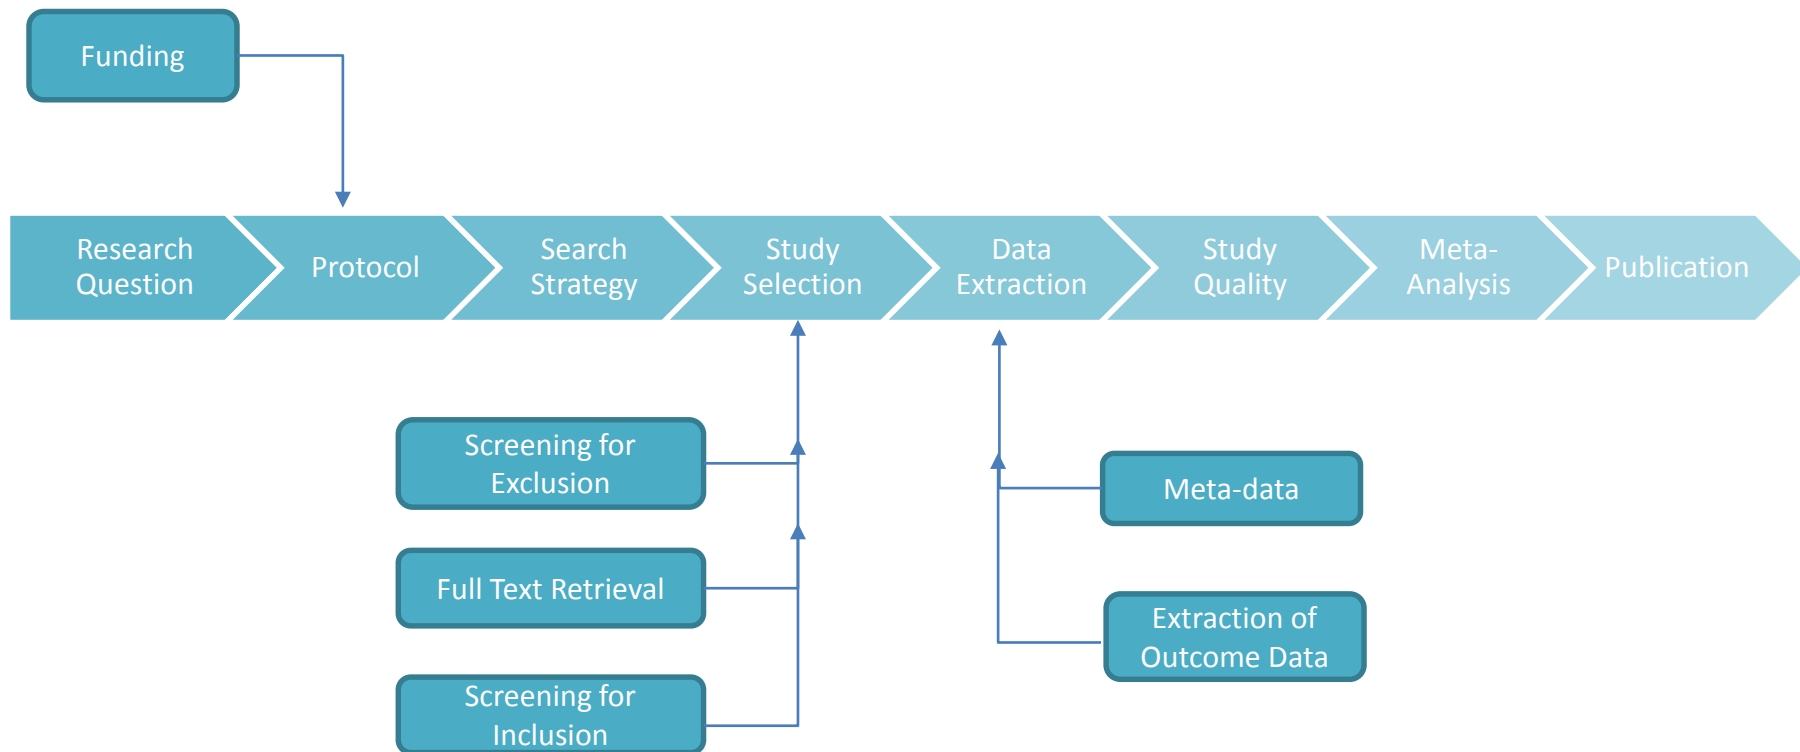 Funding
Research
Question
Protocol
Search
Strategy
Study
Selection
Data
Extraction
Study
Quality
Meta-
Analysis
Publication
Screening for
Exclusion
Full Text Retrieval
Screening for
Inclusion
Meta-data
Extraction of
Outcome Data